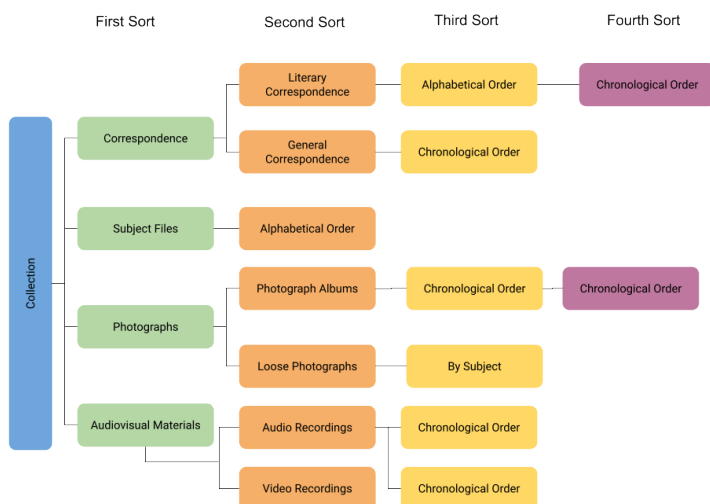 First Sort
Second Sort
Third Sort
Fourth Sort
Literary
Correspondence
Alphabetical Order
Chronological Order
Correspondence
General
Correspondence
Chronological Order
Subject Files
Alphabetical Order
Collection
Photograph Albums
Chronological Order
Chronological Order
Photographs
Loose Photographs
By Subject
Audiovisual Materials
Audio Recordings
Chronological Order
Video Recordings
Chronological Order